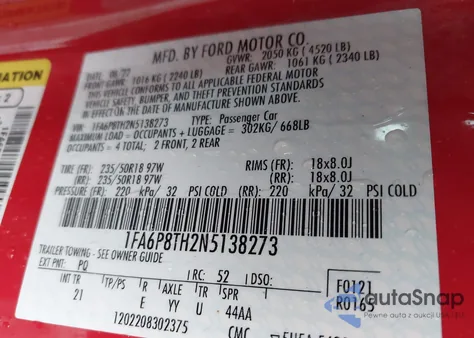 MFD. BY FORD MOTOR CO.
DATE: 06/22 GVWR: 2050 KG (4520 LB)
FRONT GAWR: 1016 KG (2240 LB) REAR GAWR: 1061 KG (2340 LB)
THIS VEHICLE CONFORMS TO ALL APPLICABLE FEDERAL MOTOR
VEHICLE SAFETY, BUMPER, AND THEFT PREVENTION STANDARDS
IN EFFECT ON THE DATE OF MANUFACTURE SHOWN ABOVE.
VIN: 1FA6P8TH2N5138273 TYPE: Passenger Car
MAXIMUM LOAD = OCCUPANTS + LUGGAGE = 302KG/ 668LB
OCCUPANTS = 4 TOTAL: 2 FRONT, 2 REAR
TIRE (FR): 235/50R18 97W RIMS (FR): 18x8.0J
(RR): 235/50R18 97W (RR): 18x8.0J
PRESSURE (FR): 220 kPa/ 32 PSI COLD (RR): 220 kPa/ 32 PSI COLD
1FA6P8TH2N5138273
TRAILER TOWING - SEE OWNER GUIDE
EXT PNT: PQ RC: 52 DSO: F0121
INT TR TP/PS R AXLE TR SPR R0165
21 E YY U 44AA
1202208302375 CMC
autaSnap
Pewne auta z aukcji USA